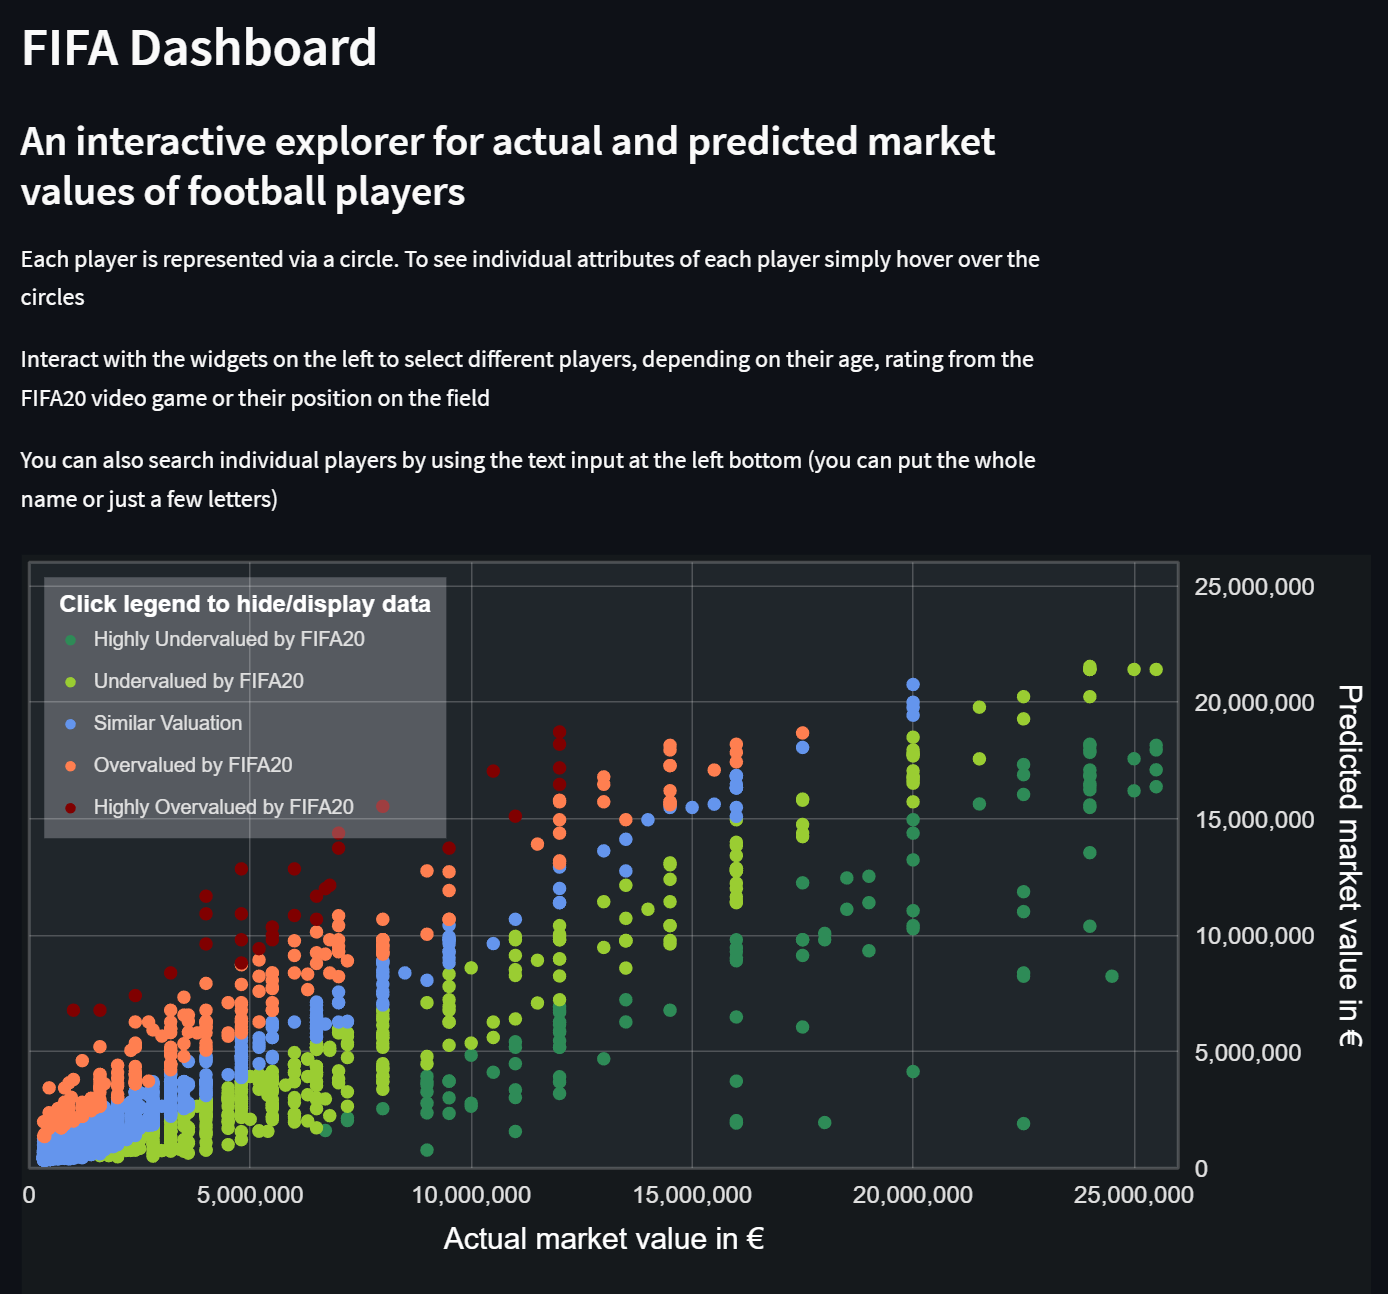 FIFA Dashboard
An interactive explorer for actual and predicted market
values of football players
Each player is represented via a circle. To see individual attributes of each player simply hover over the
circles
Interact with the widgets on the left to select different players, depending on their age, rating from the
FIFA20 video game or their position on the field
You can also search individual players by using the text input at the left bottom (you can put the whole
name or just a few letters)
Click legend to hide/display data
Highly Undervalued by FIFA20
Undervalued by FIFA20
Similar Valuation
Overvalued by FIFA20
Highly Overvalued by FIFA20
25,000,000
20,000,000
15,000,000
10,000,000
5,000,000
0
Predicted market value in €
0
5,000,000
10,000,000
15,000,000
20,000,000
25,000,000
Actual market value in €